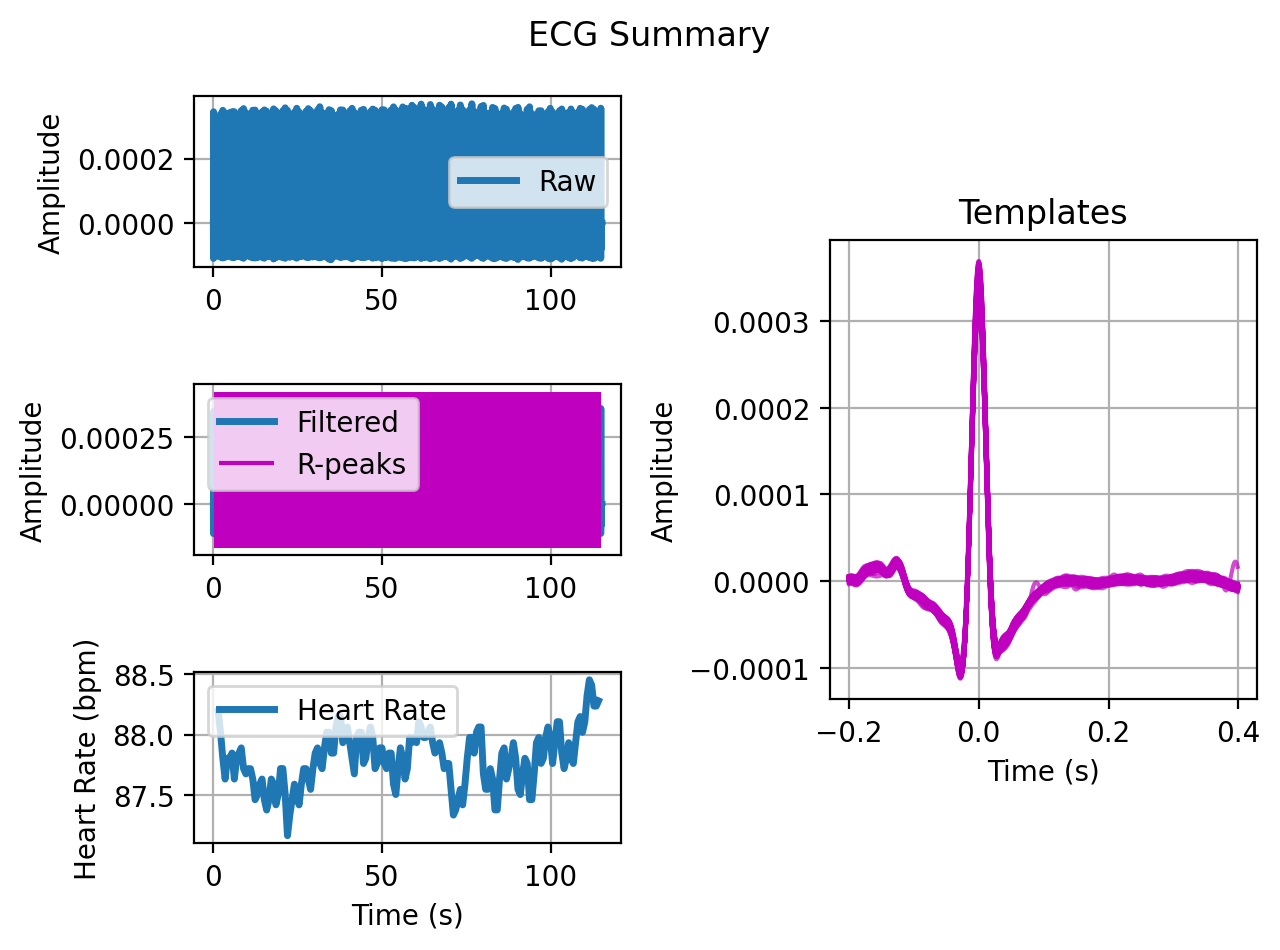 ECG Summary
Amplitude
0.0002
0.0000
Raw
0
50
100
Amplitude
0.00025
0.00000
Filtered
R-peaks
0
50
100
Heart Rate (bpm)
88.5
88.0
87.5
Heart Rate
0
50
100
Time (s)
Templates
Amplitude
0.0003
0.0002
0.0001
0.0000
−0.0001
−0.2
0.0
0.2
0.4
Time (s)